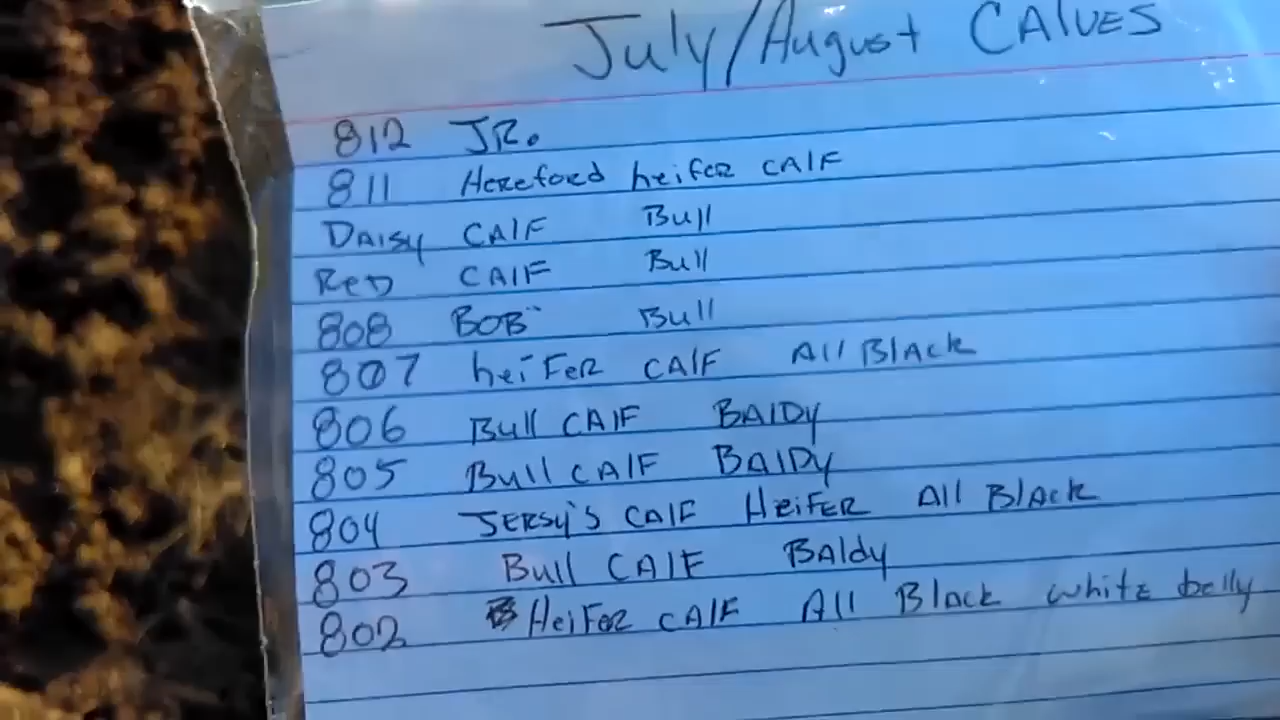 July/August CAlVES
812 JR.
811 Hereford heifer CAlF
DAisy CAlF Bull
RED CAlF Bull
808 BOB Bull
807 heifer CAlF All Black
806 Bull CAlF BAlDy
805 Bull CAlF BAlDy
804 JERSy's CAlF HeifER All Black
803 Bull CAlF BAldy
802 Heifer CAlF All Black white belly